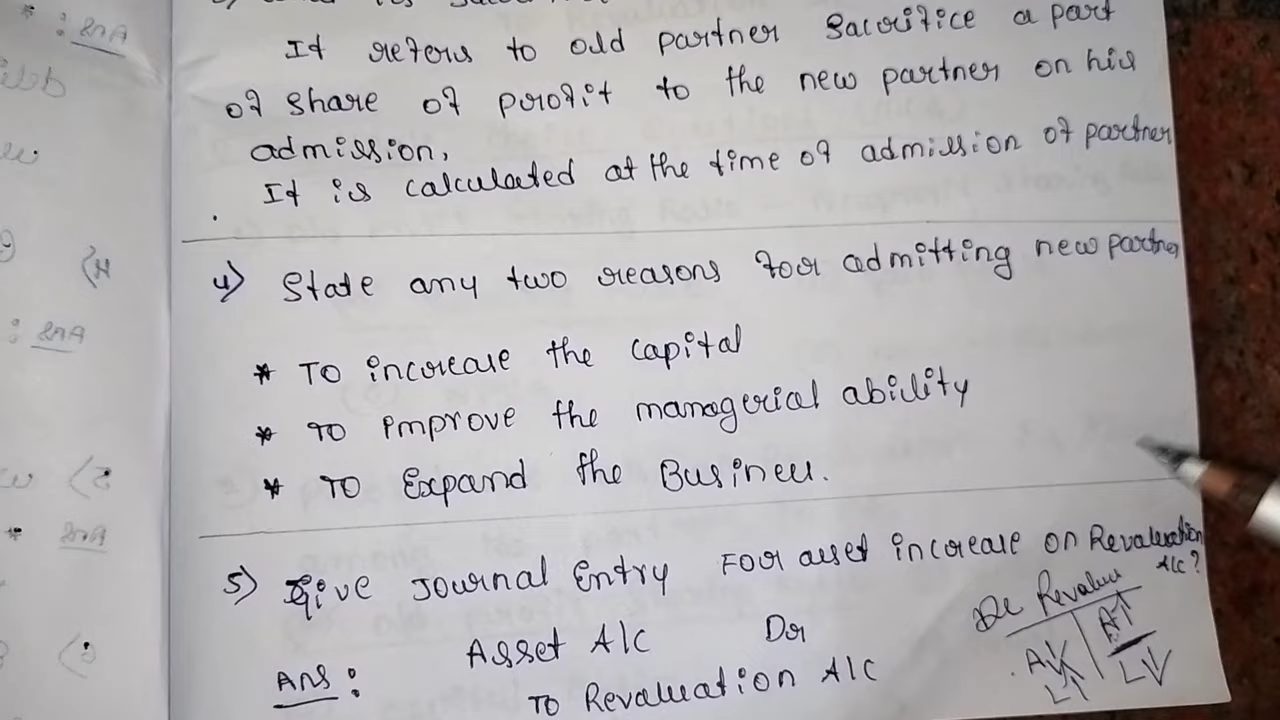 It refers to old partner Sacrifice a part
of share of profit to the new partner on his
admission,
It is calculated at the time of admission of partner
4) State any two reasons for admitting new partner
* To increase the capital
* To improve the managerial ability
* To Expand the Business.
5) Give Journal Entry For asset increase on Revaluation A/c?
Ans: Asset A/c Dr
To Revaluation A/c
A↓ A↑
L↑ L↓